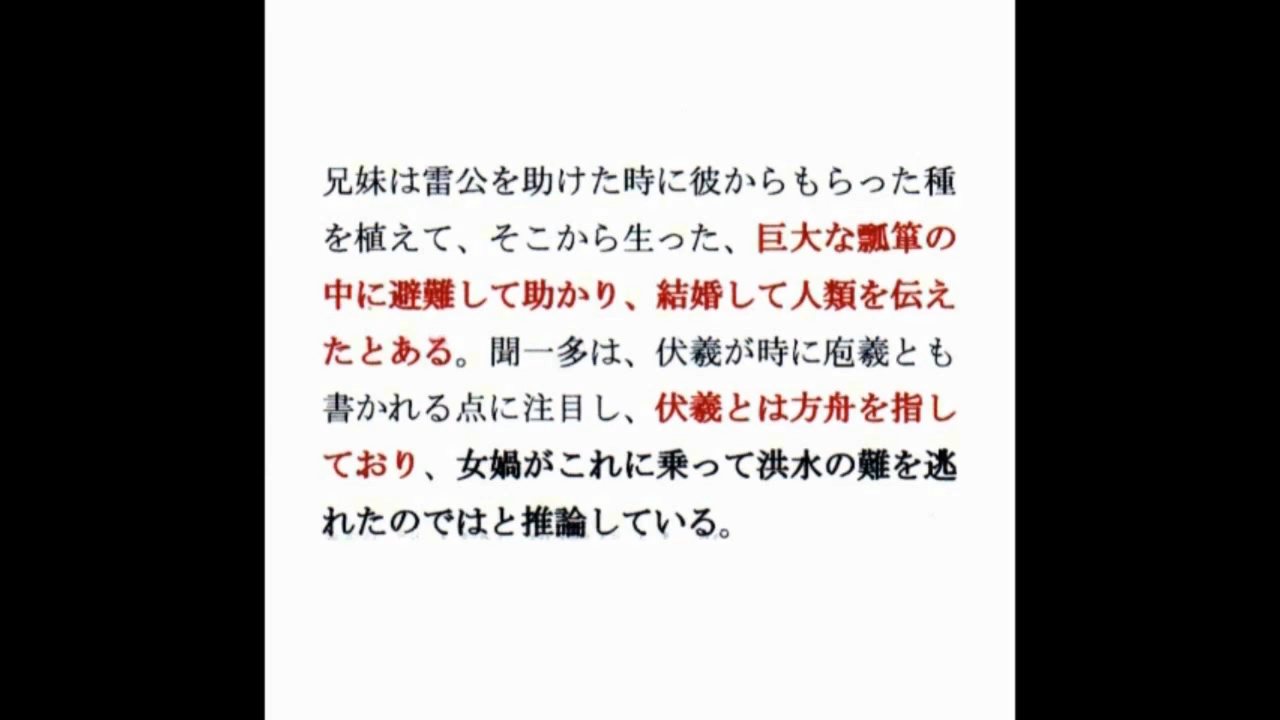 兄妹は雷公を助けた時に彼からもらった種
を植えて、そこから生った、巨大な瓢箪の
中に避難して助かり、結婚して人類を伝え
たとある。聞一多は、伏羲が時に庖羲とも
書かれる点に注目し、伏羲とは方舟を指し
ており、女媧がこれに乗って洪水の難を逃
れたのではと推論している。